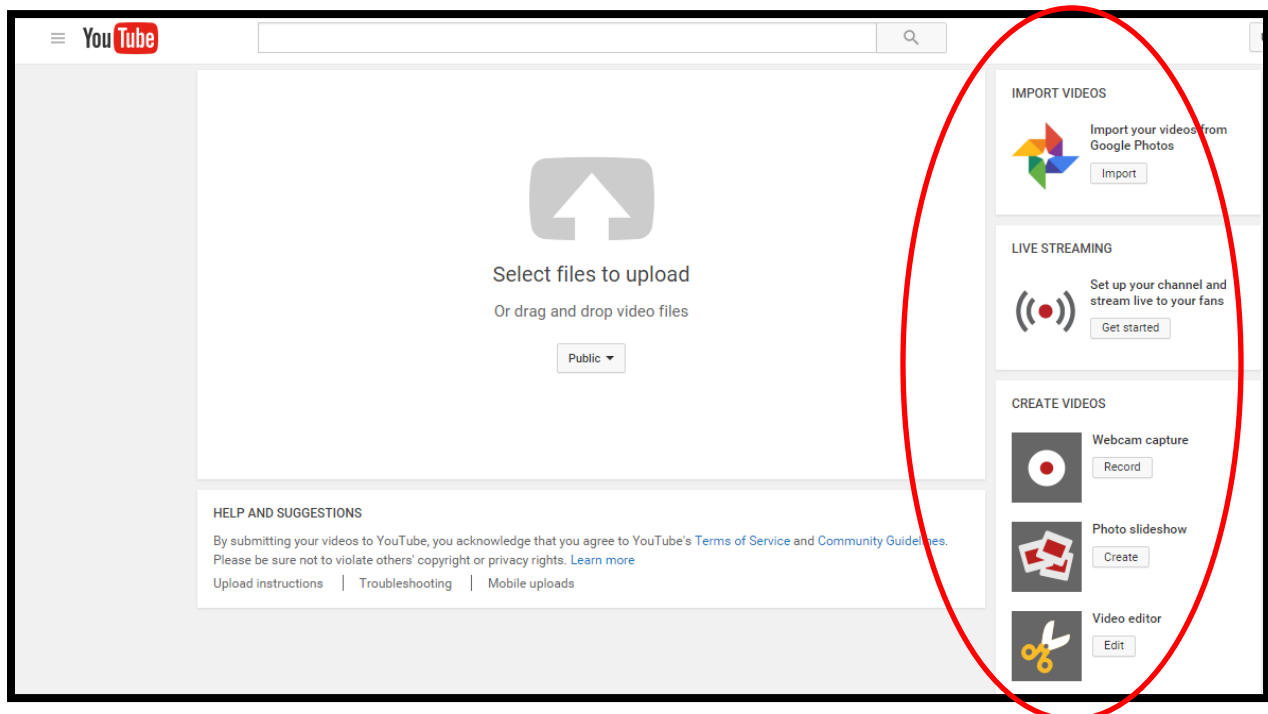 YouTube
Select files to upload
Or drag and drop video files
Public
HELP AND SUGGESTIONS
By submitting your videos to YouTube, you acknowledge that you agree to YouTube's Terms of Service and Community Guidelines.
Please be sure not to violate others' copyright or privacy rights. Learn more
Upload instructions
Troubleshooting
Mobile uploads
IMPORT VIDEOS
Import your videos from
Google Photos
Import
LIVE STREAMING
Set up your channel and
stream live to your fans
Get started
CREATE VIDEOS
Webcam capture
Record
Photo slideshow
Create
Video editor
Edit